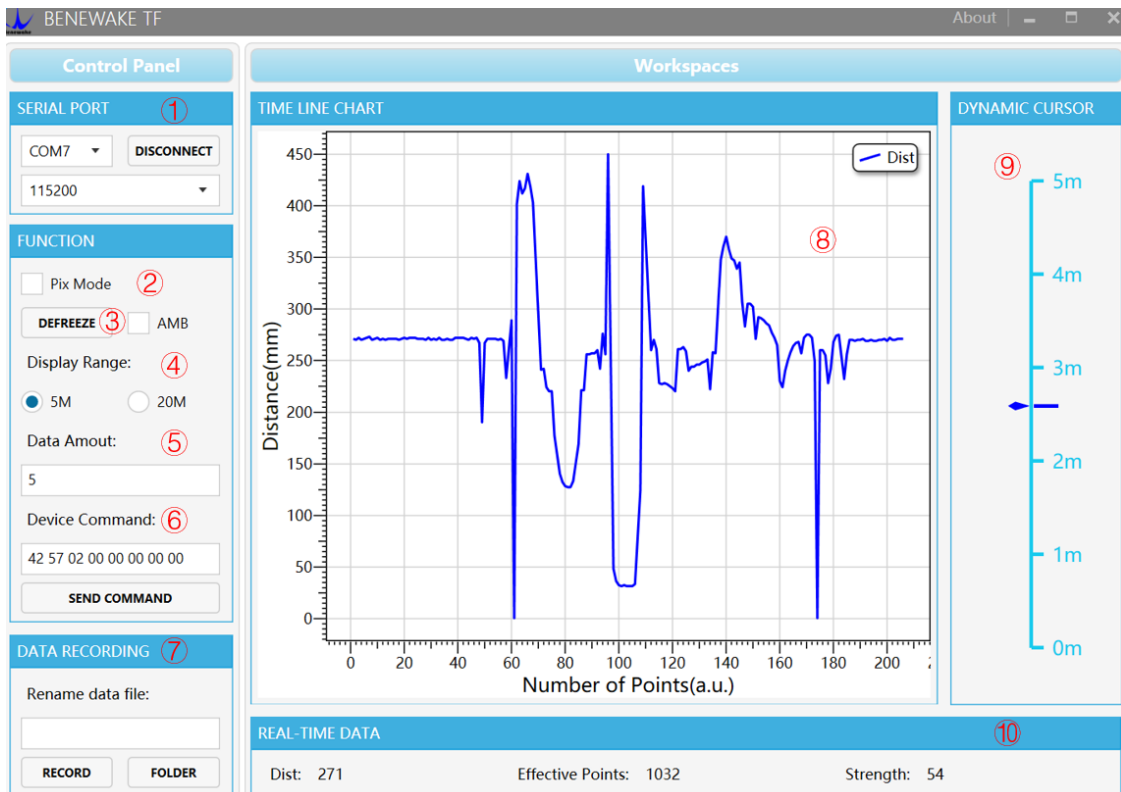 BENEWAKE TF About
Control Panel
SERIAL PORT ①
COM7 DISCONNECT
115200
FUNCTION
Pix Mode ②
DEFREEZE ③ AMB
Display Range: ④
5M 20M
Data Amout: ⑤
5
Device Command: ⑥
42 57 02 00 00 00 00 00
SEND COMMAND
DATA RECORDING ⑦
Rename data file:
RECORD FOLDER
Workspaces
TIME LINE CHART
Dist
⑧
Distance(mm)
450
400
350
300
250
200
150
100
50
0
0 20 40 60 80 100 120 140 160 180 200
Number of Points(a.u.)
DYNAMIC CURSOR
⑨
5m
4m
3m
2m
1m
0m
REAL-TIME DATA ⑩
Dist: 271 Effective Points: 1032 Strength: 54